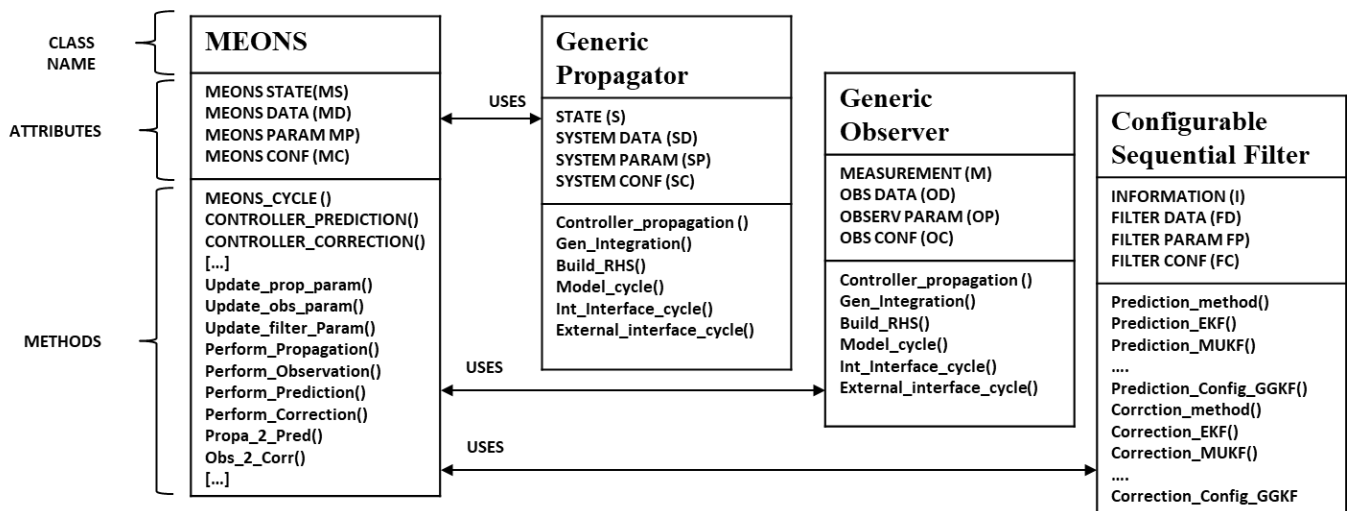 CLASS
NAME
ATTRIBUTES
METHODS
MEONS
MEONS STATE(MS)
MEONS DATA (MD)
MEONS PARAM MP)
MEONS CONF (MC)
MEONS_CYCLE ()
CONTROLLER_PREDICTION()
CONTROLLER_CORRECTION()
[...]
Update_prop_param()
Update_obs_param()
Update_filter_Param()
Perform_Propagation()
Perform_Observation()
Perform_Prediction()
Perform_Correction()
Propa_2_Pred()
Obs_2_Corr()
[...]
USES
USES
USES
Generic
Propagator
STATE (S)
SYSTEM DATA (SD)
SYSTEM PARAM (SP)
SYSTEM CONF (SC)
Controller_propagation ()
Gen_Integration()
Build_RHS()
Model_cycle()
Int_Interface_cycle()
External_interface_cycle()
Generic
Observer
MEASUREMENT (M)
OBS DATA (OD)
OBSERV PARAM (OP)
OBS CONF (OC)
Controller_propagation ()
Gen_Integration()
Build_RHS()
Model_cycle()
Int_Interface_cycle()
External_interface_cycle()
Configurable
Sequential Filter
INFORMATION (I)
FILTER DATA (FD)
FILTER PARAM FP)
FILTER CONF (FC)
Prediction_method()
Prediction_EKF()
Prediction_MUKF()
....
Prediction_Config_GGKF()
Corrction_method()
Correction_EKF()
Correction_MUKF()
....
Correction_Config_GGKF